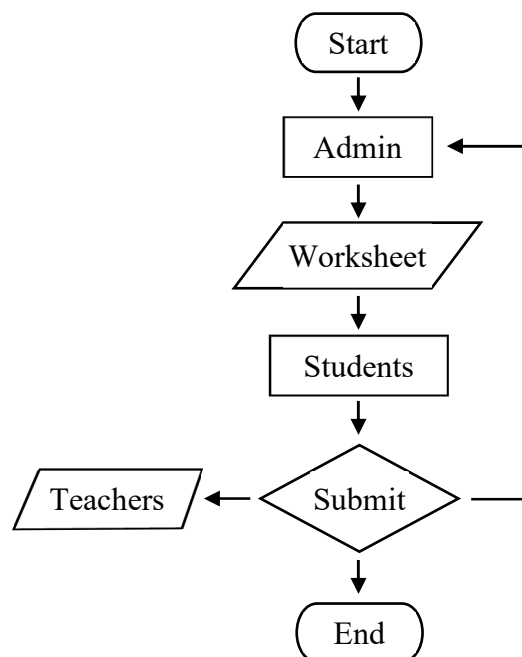 Start
Admin
Worksheet
Students
Teachers
Submit
End